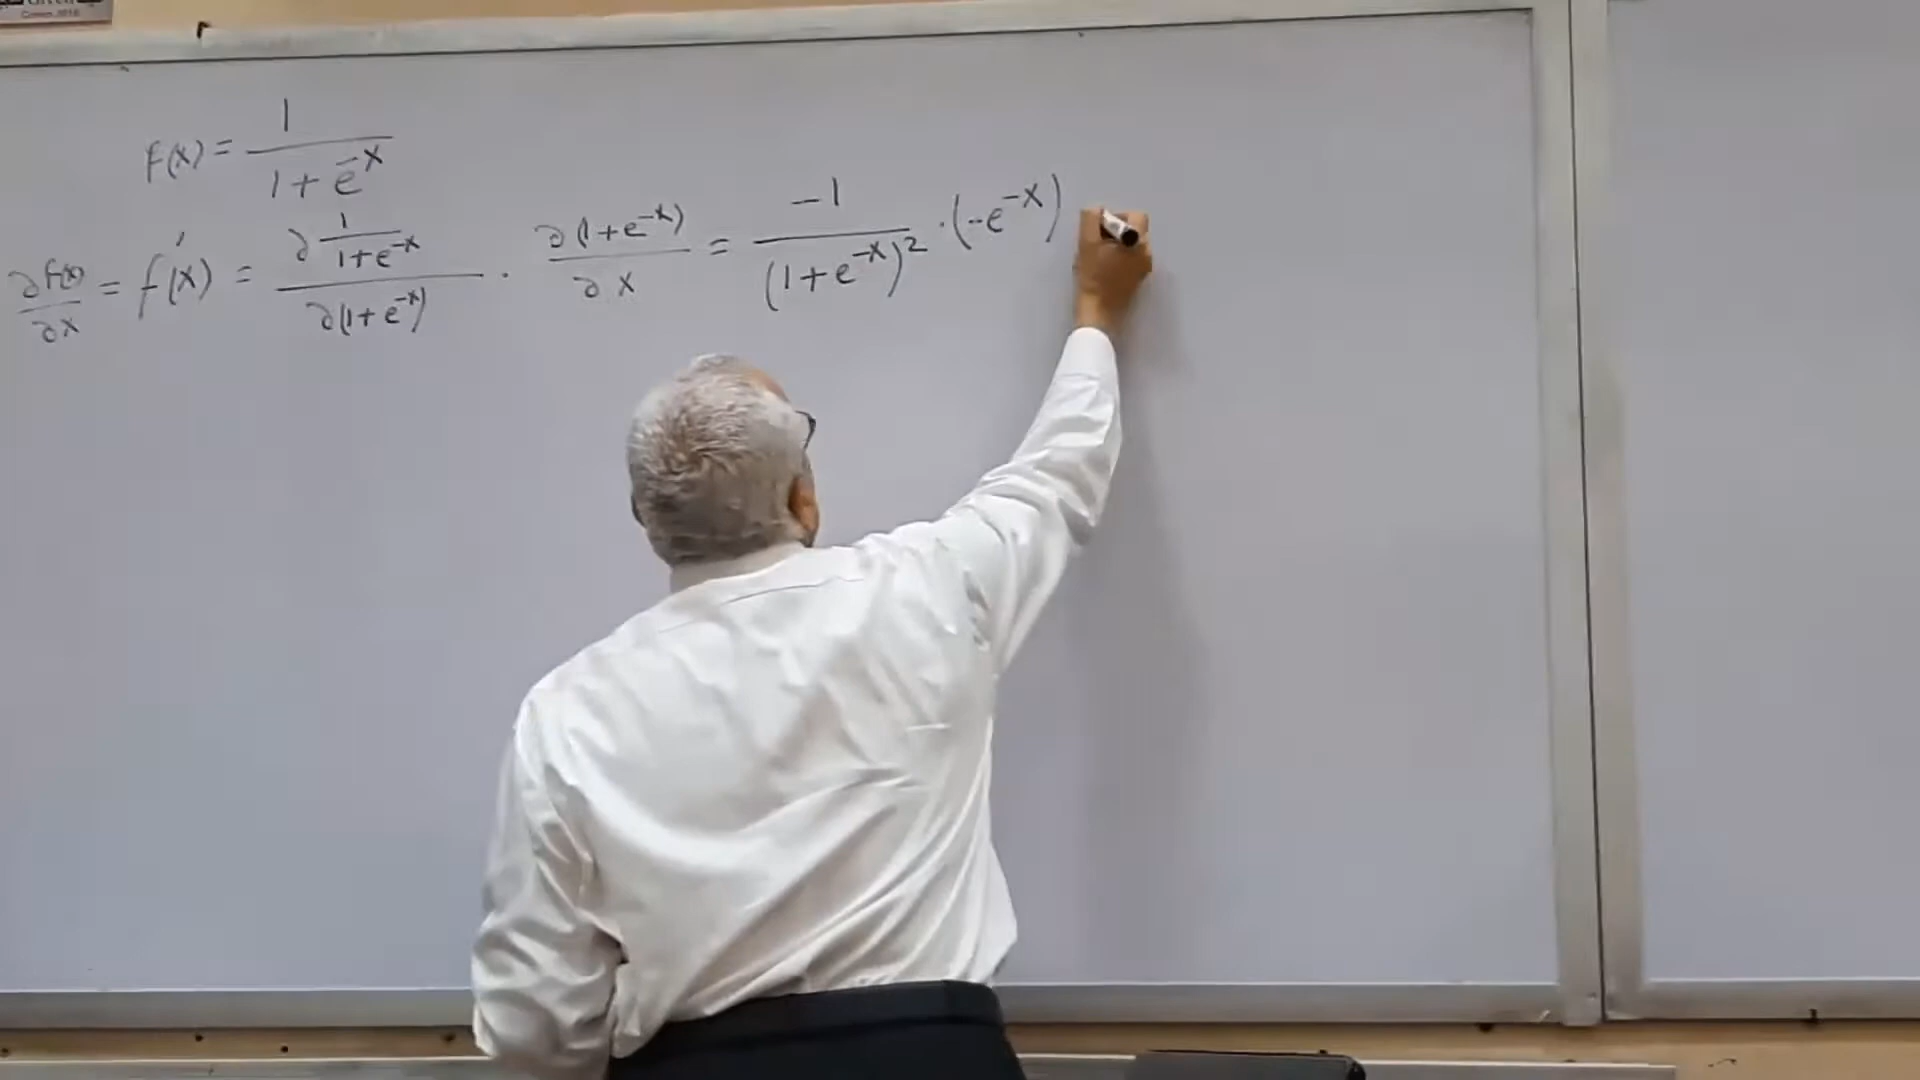 f(x) = 1 / (1 + e^-x)
∂f(x)/∂x = f'(x) = ∂ (1/(1+e^-x)) / ∂(1+e^-x) · ∂(1+e^-x) / ∂x = -1 / (1+e^-x)^2 · (-e^-x)